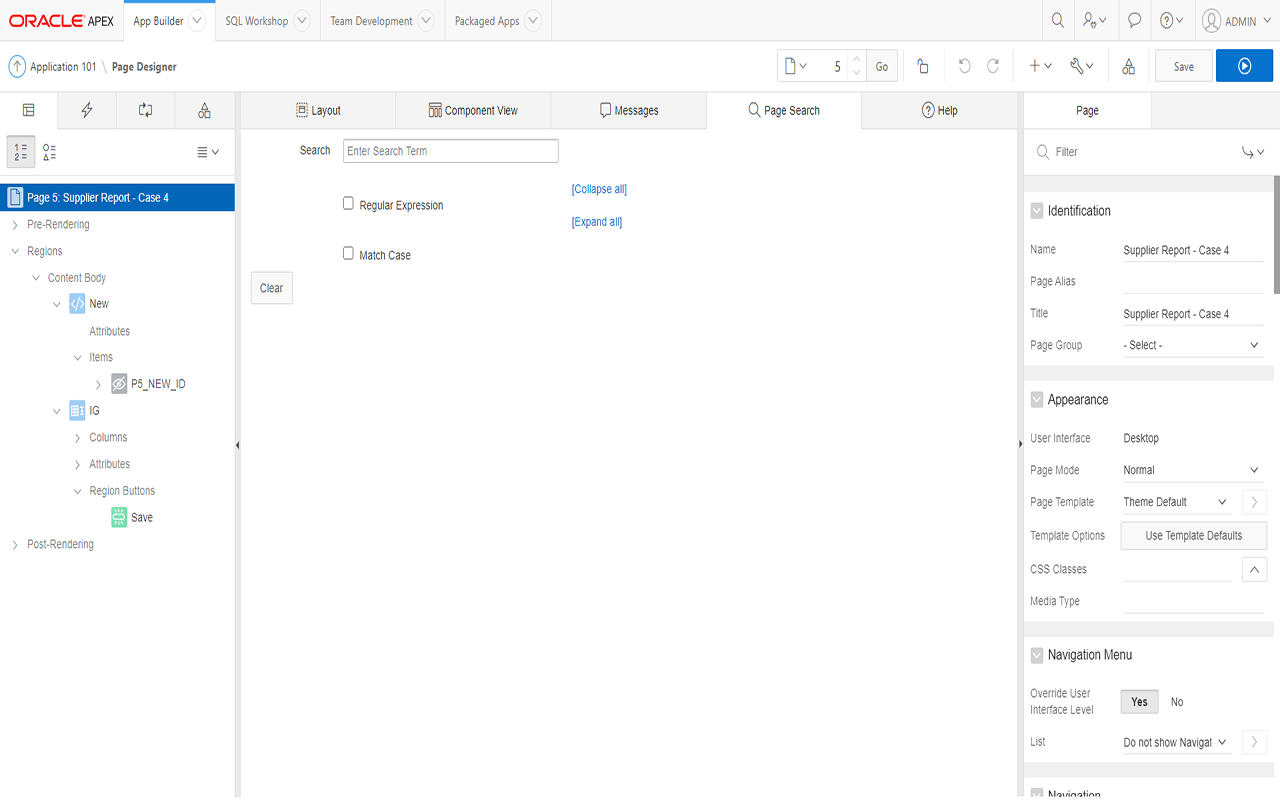 ORACLE APEX App Builder SQL Workshop Team Development Packaged Apps ADMIN
Application 101 \ Page Designer 5 Go Save
Layout Component View Messages Page Search Help Page
Search Enter Search Term
Regular Expression
Match Case
[Collapse all]
[Expand all]
Clear
Page 5: Supplier Report - Case 4
Pre-Rendering
Regions
Content Body
New
Attributes
Items
P5_NEW_ID
IG
Columns
Attributes
Region Buttons
Save
Post-Rendering
Filter
Identification
Name Supplier Report - Case 4
Page Alias
Title Supplier Report - Case 4
Page Group - Select -
Appearance
User Interface Desktop
Page Mode Normal
Page Template Theme Default
Template Options Use Template Defaults
CSS Classes
Media Type
Navigation Menu
Override User
Interface Level Yes No
List Do not show Navigat
Navigation